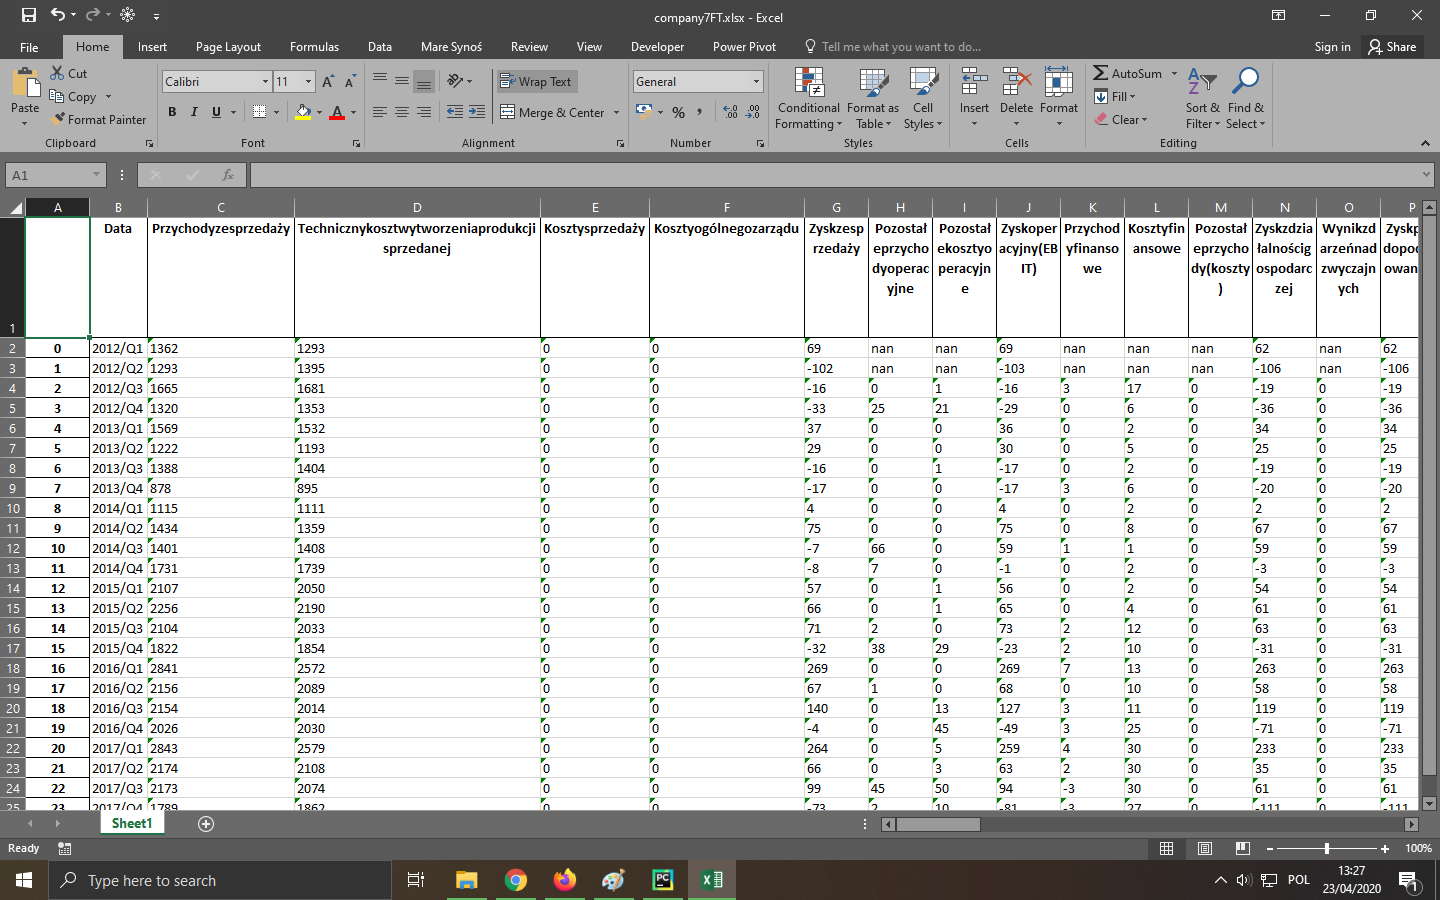 company7FT.xlsx - Excel
File Home Insert Page Layout Formulas Data Mare Synoś Review View Developer Power Pivot Tell me what you want to do... Sign in Share
Paste
Cut
Copy
Format Painter
Clipboard
Calibri 11
B I U
Font
Wrap Text
Merge & Center
Alignment
General
%
Number
Conditional Formatting
Format as Table
Cell Styles
Styles
Insert Delete Format
Cells
AutoSum
Fill
Clear
Sort & Filter
Find & Select
Editing
A1
fx
A B C D E F G H I J K L M N O P
1 Data Przychodyzesprzedaży Technicznykosztwytworzeniaprodukcjisprzedanej Kosztysprzedaży Kosztyogólnegozarządu Zyskzesprzedaży Pozostałeprzychodyoperacyjne Pozostałekosztyoperacyjne Zyskoperacyjny(EBIT) Przychodyfinansowe Kosztyfinansowe Pozostałeprzychody(koszty) Zyskzdziałalnościgospodarczej Wynikzdarzeńnadzwyczajnych
2 0 2012/Q1 1362 1293 0 0 69 nan nan 69 nan nan nan 62 nan 62
3 1 2012/Q2 1293 1395 0 0 -102 nan nan -103 nan nan nan -106 nan -106
4 2 2012/Q3 1665 1681 0 0 -16 0 1 -16 3 17 0 -19 0 -19
5 3 2012/Q4 1320 1353 0 0 -33 25 21 -29 0 6 0 -36 0 -36
6 4 2013/Q1 1569 1532 0 0 37 0 0 36 0 2 0 34 0 34
7 5 2013/Q2 1222 1193 0 0 29 0 0 30 0 5 0 25 0 25
8 6 2013/Q3 1388 1404 0 0 -16 0 1 -17 0 2 0 -19 0 -19
9 7 2013/Q4 878 895 0 0 -17 0 0 -17 3 6 0 -20 0 -20
10 8 2014/Q1 1115 1111 0 0 4 0 0 4 0 2 0 2 0 2
11 9 2014/Q2 1434 1359 0 0 75 0 0 75 0 8 0 67 0 67
12 10 2014/Q3 1401 1408 0 0 -7 66 0 59 1 1 0 59 0 59
13 11 2014/Q4 1731 1739 0 0 -8 7 0 -1 0 2 0 -3 0 -3
14 12 2015/Q1 2107 2050 0 0 57 0 1 56 0 2 0 54 0 54
15 13 2015/Q2 2256 2190 0 0 66 0 1 65 0 4 0 61 0 61
16 14 2015/Q3 2104 2033 0 0 71 2 0 73 2 12 0 63 0 63
17 15 2015/Q4 1822 1854 0 0 -32 38 29 -23 2 10 0 -31 0 -31
18 16 2016/Q1 2841 2572 0 0 269 0 0 269 7 13 0 263 0 263
19 17 2016/Q2 2156 2089 0 0 67 1 0 68 0 10 0 58 0 58
20 18 2016/Q3 2154 2014 0 0 140 0 13 127 3 11 0 119 0 119
21 19 2016/Q4 2026 2030 0 0 -4 0 45 -49 3 25 0 -71 0 -71
22 20 2017/Q1 2843 2579 0 0 264 0 5 259 4 30 0 233 0 233
23 21 2017/Q2 2174 2108 0 0 66 0 3 63 2 30 0 35 0 35
24 22 2017/Q3 2173 2074 0 0 99 45 50 94 -3 30 0 61 0 61
25 23 2017/Q4 1789 1862 0 0 -73 2 10 -81 -3 27 0 -111 0 -111
Sheet1
Ready
100%
Type here to search
POL
13:27
23/04/2020
1